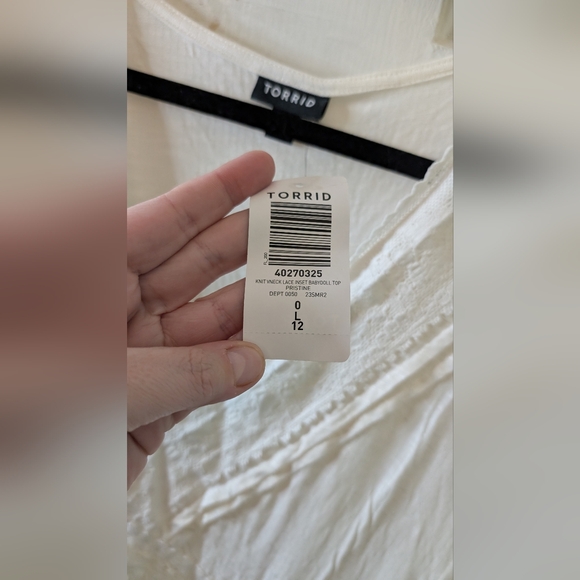 TORRID
TORRID
40270325
KNIT VNECK LACE INSET BABYDOLL TOP
PRISTINE
DEPT 0050 23SMR2
0
L
12